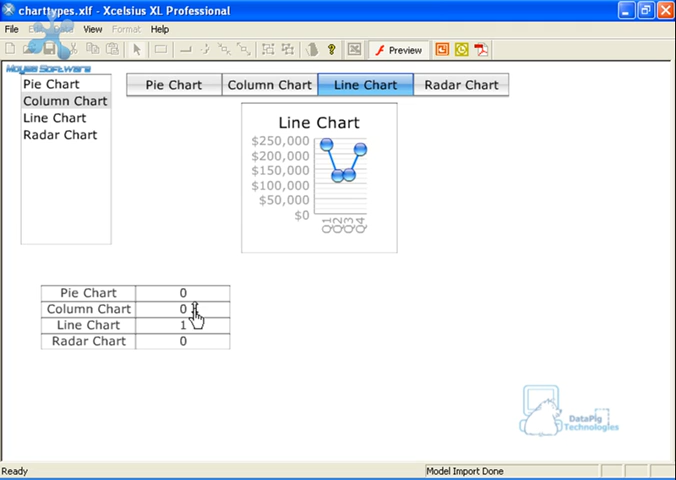 charttypes.xlf - Xcelsius XL Professional
File Edit View Format Help
Preview
Moyea Software
Pie Chart
Column Chart
Line Chart
Radar Chart
Pie Chart Column Chart Line Chart Radar Chart
Line Chart
$250,000
$200,000
$150,000
$100,000
$50,000
$0
Q1 Q2 Q3 Q4
Pie Chart 0
Column Chart 0
Line Chart 1
Radar Chart 0
DataPig
Technologies
Ready Model Import Done